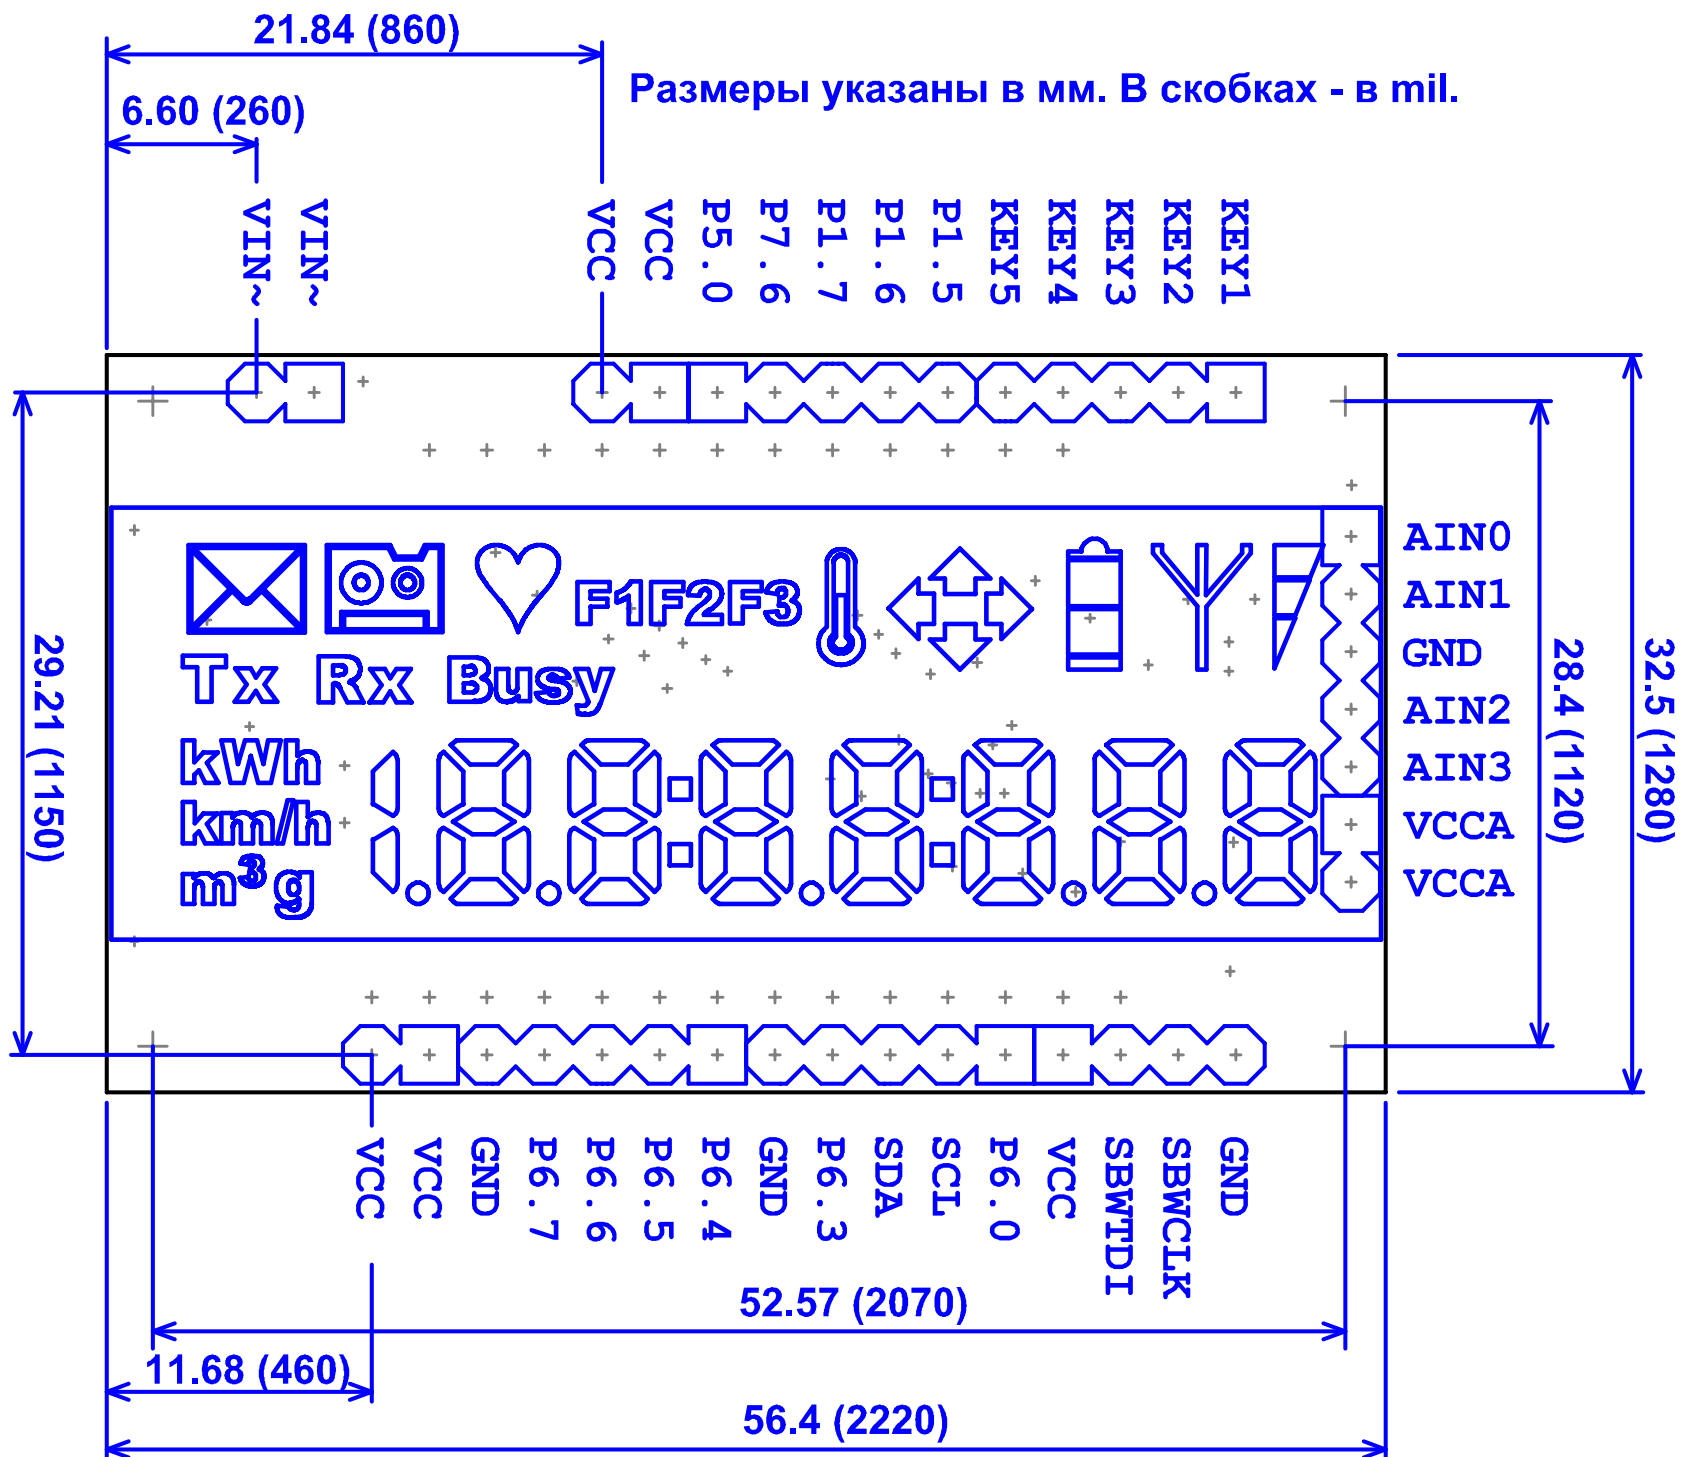 21.84 (860)
Размеры указаны в мм. В скобках - в mil.
6.60 (260)
VIN~
VIN~
VCC
VCC
P5.0
P7.6
P1.7
P1.6
P1.5
KEY5
KEY4
KEY3
KEY2
KEY1
AIN0
AIN1
GND
AIN2
AIN3
VCCA
VCCA
F1F2F3
Tx Rx Busy
kWh
km/h
m³g
29.21 (1150)
28.4 (1120)
32.5 (1280)
VCC
VCC
GND
P6.7
P6.6
P6.5
P6.4
GND
P6.3
SDA
SCL
P6.0
VCC
SBWTDI
SBWCLK
GND
52.57 (2070)
11.68 (460)
56.4 (2220)